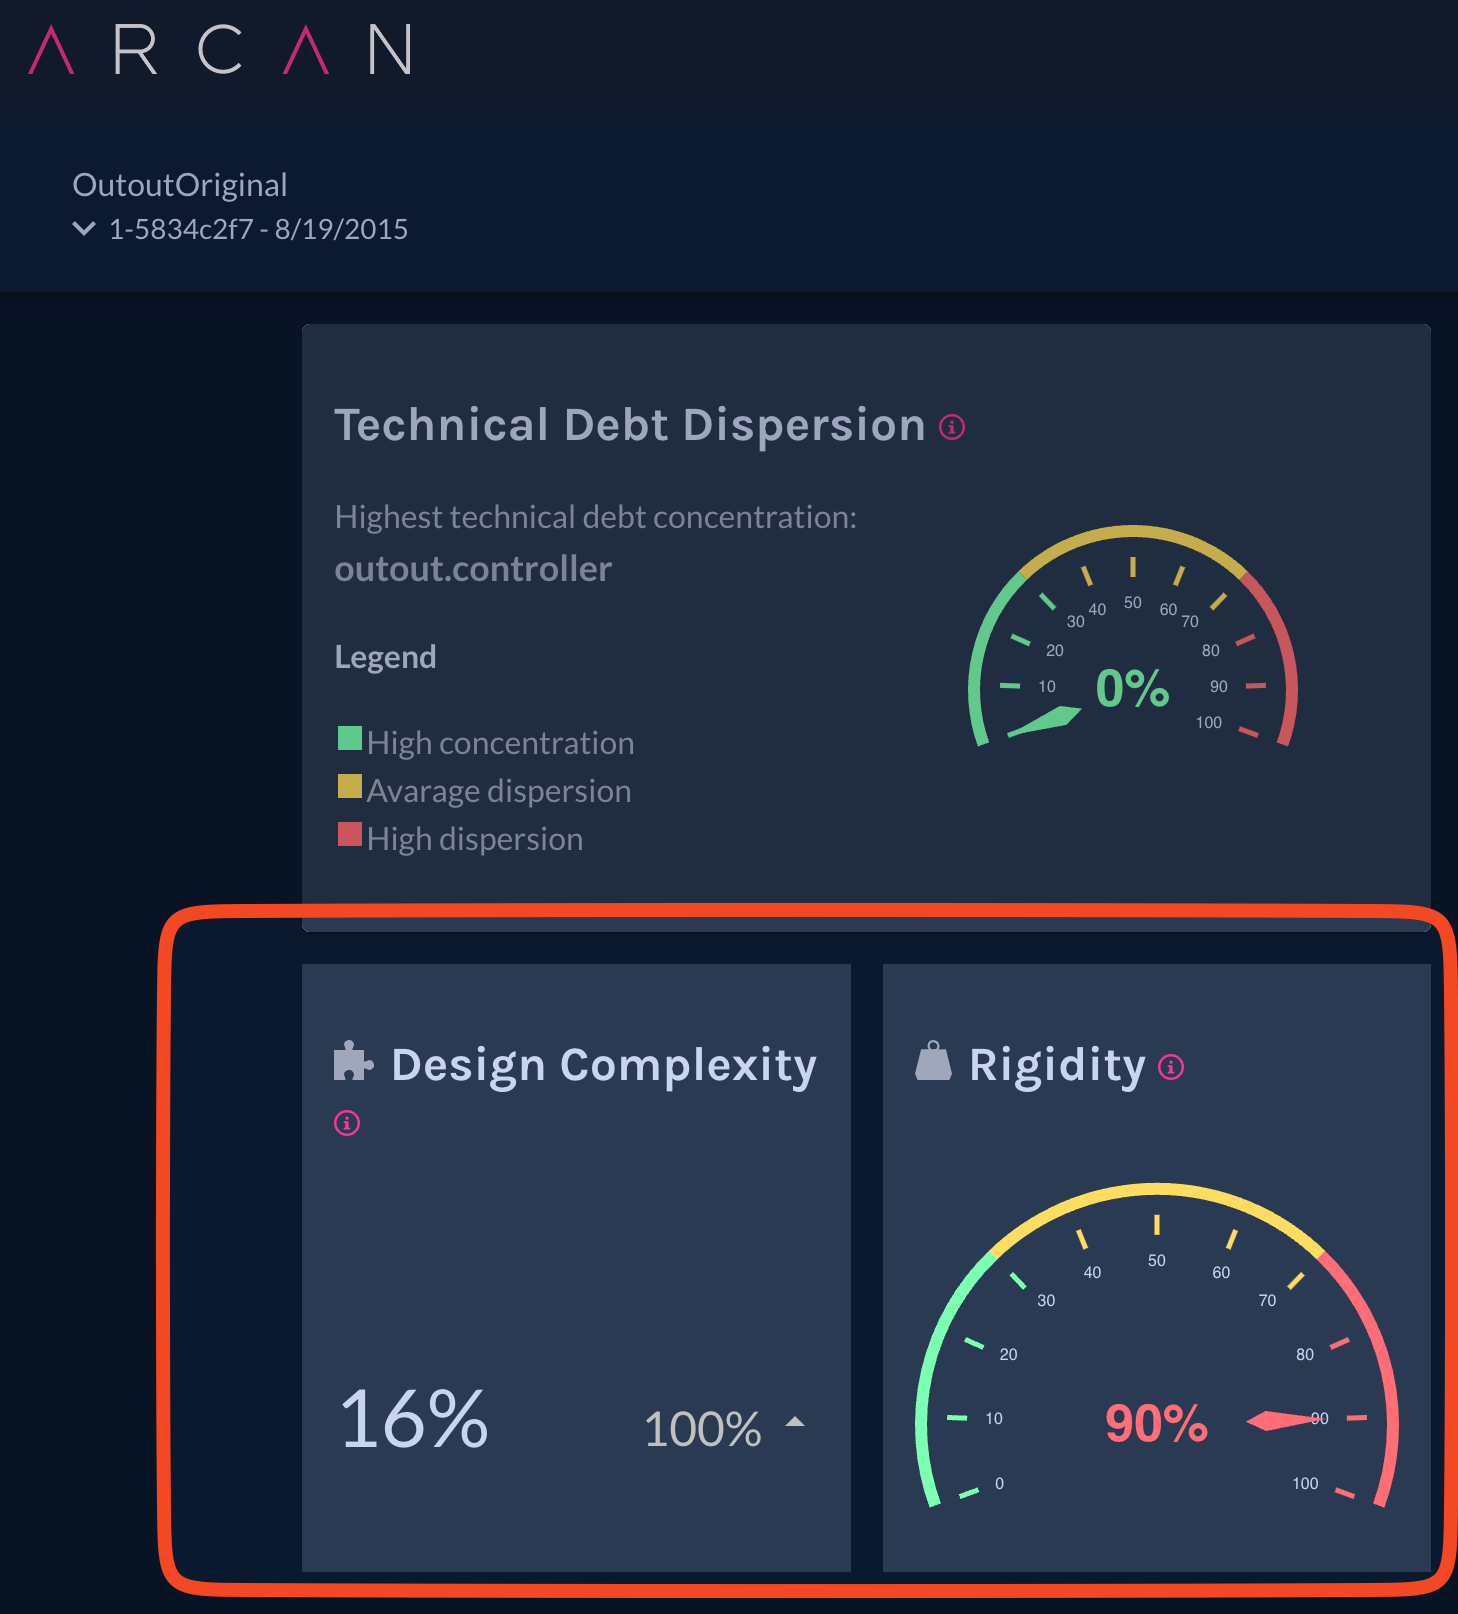 ARCAN
OutoutOriginal
1-5834c2f7 - 8/19/2015
Technical Debt Dispersion
Highest technical debt concentration:
outout.controller
Legend
High concentration
Avarage dispersion
High dispersion
10
20
30
40
50
60
70
80
90
100
0%
Design Complexity
16%
100%
Rigidity
0
10
20
30
40
50
60
70
80
90
100
90%